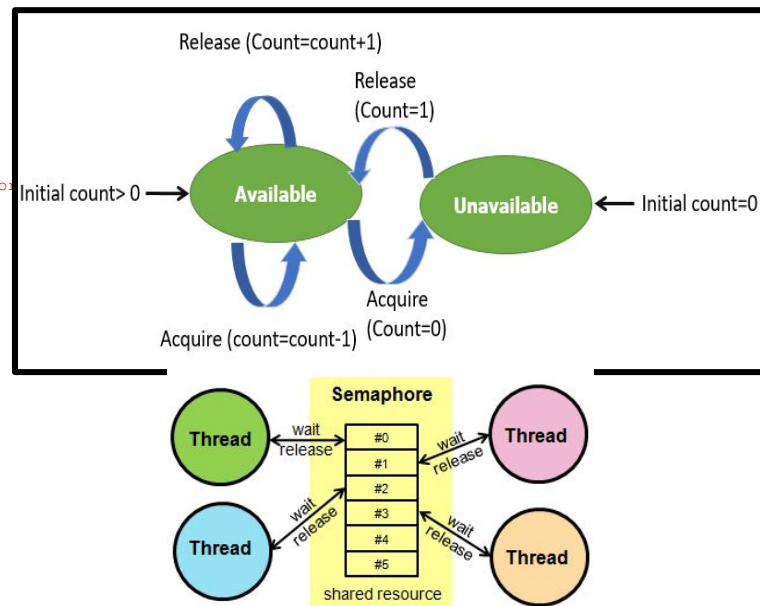 Release (Count=count+1)
Release
(Count=1)
Initial count> 0
Available
Unavailable
Initial count=0
Acquire
(Count=0)
Acquire (count=count-1)
Semaphore
Thread
wait
release
#0
#1
#2
#3
#4
#5
wait
release
Thread
Thread
wait
release
wait
release
Thread
shared resource